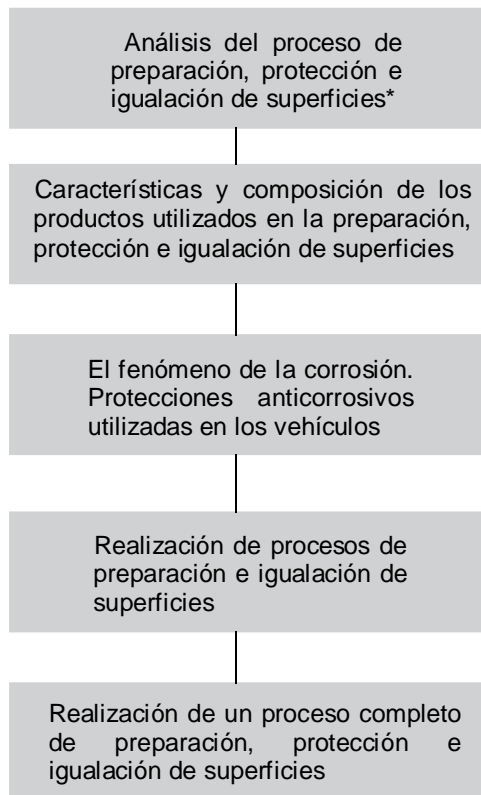 Análisis del proceso de
preparación, protección e
igualación de superficies*
Características y composición de los
productos utilizados en la preparación,
protección e igualación de superficies
El fenómeno de la corrosión.
Protecciones anticorrosivos
utilizadas en los vehículos
Realización de procesos de
preparación e igualación de
superficies
Realización de un proceso completo
de preparación, protección e
igualación de superficies